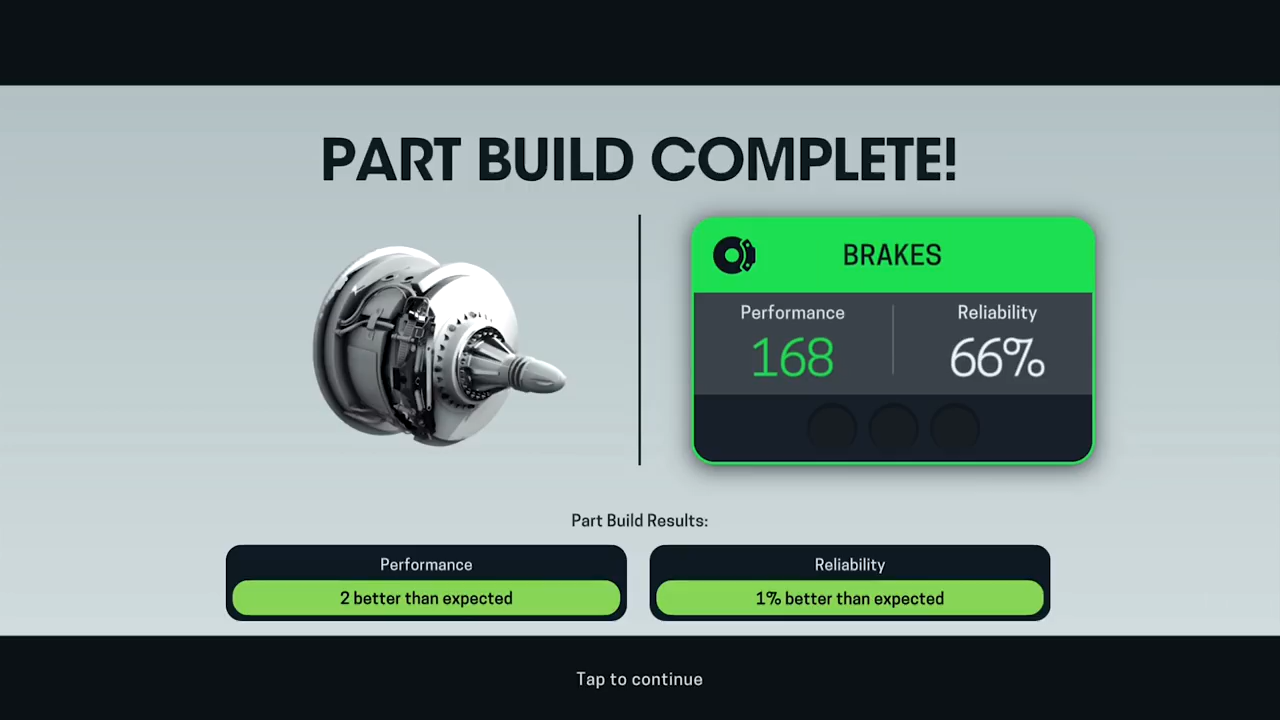 PART BUILD COMPLETE!
BRAKES
Performance
Reliability
168
66%
Part Build Results:
Performance
Reliability
2 better than expected
1% better than expected
Tap to continue